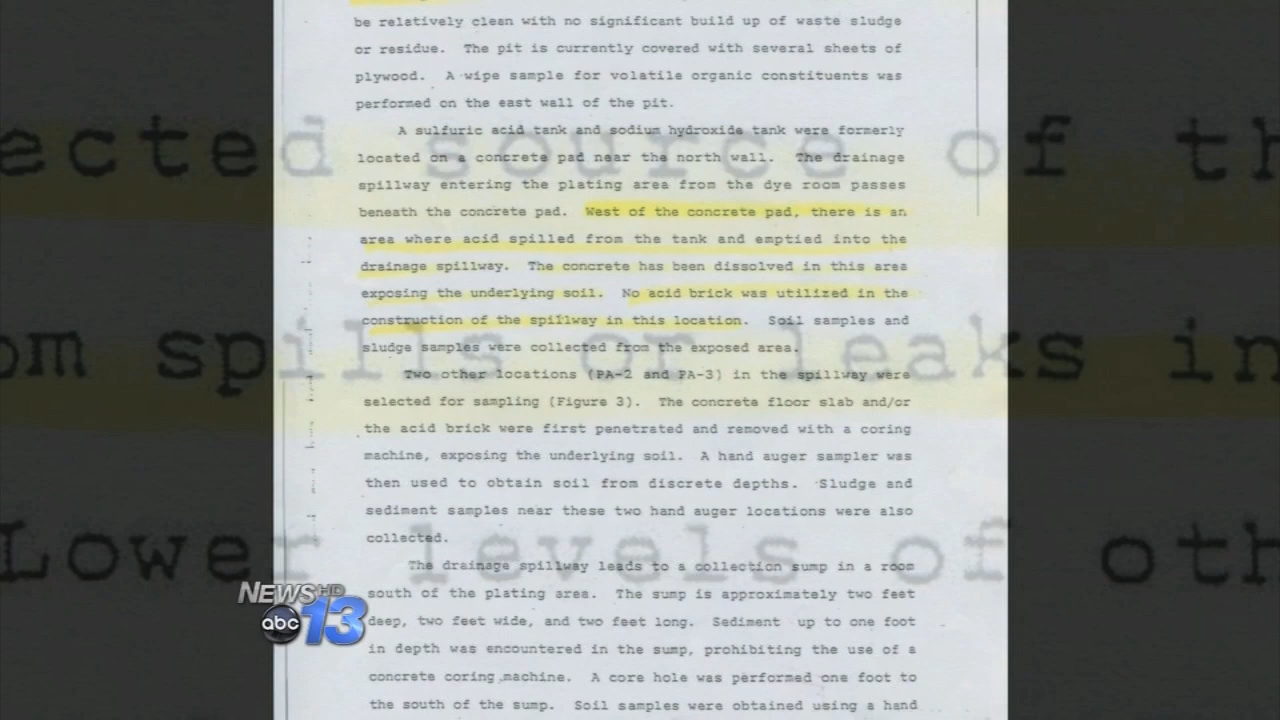 be relatively clean with no significant build up of waste sludge
or residue. The pit is currently covered with several sheets of
plywood. A wipe sample for volatile organic constituents was
performed on the east wall of the pit.
A sulfuric acid tank and sodium hydroxide tank were formerly
located on a concrete pad near the north wall. The drainage
spillway entering the plating area from the dye room passes
beneath the concrete pad. West of the concrete pad, there is an
area where acid spilled from the tank and emptied into the
drainage spillway. The concrete has been dissolved in this area
exposing the underlying soil. No acid brick was utilized in the
construction of the spillway in this location. Soil samples and
sludge samples were collected from the exposed area.
Two other locations (PA-2 and PA-3) in the spillway were
selected for sampling (Figure 3). The concrete floor slab and/or
the acid brick were first penetrated and removed with a coring
machine, exposing the underlying soil. A hand auger sampler was
then used to obtain soil from discrete depths. Sludge and
sediment samples near these two hand auger locations were also
collected.
The drainage spillway leads to a collection sump in a room
south of the plating area. The sump is approximately two feet
deep, two feet wide, and two feet long. Sediment up to one foot
in depth was encountered in the sump, prohibiting the use of a
concrete coring machine. A core hole was performed one foot to
the south of the sump. Soil samples were obtained using a hand
ected source of th
om spills or leaks in
Lower levels of oth
NEWS HD
abc 13